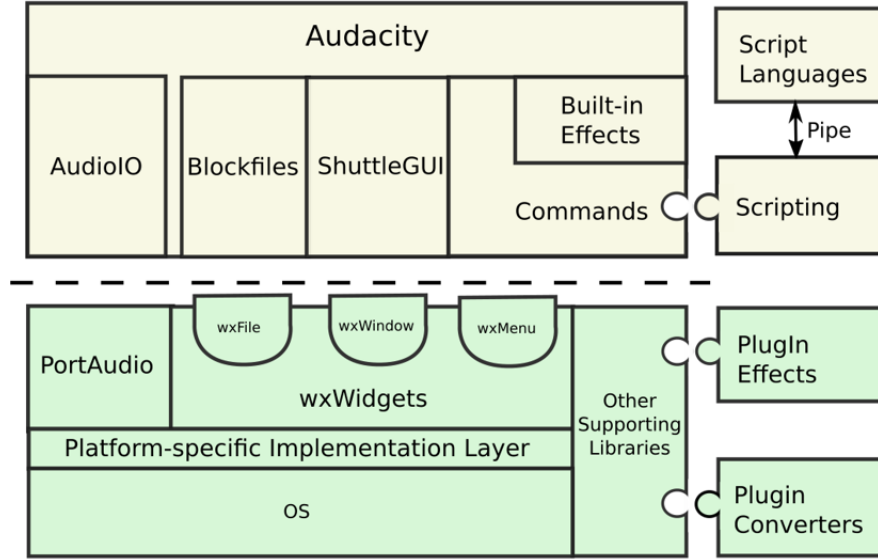 Audacity
AudioIO
Blockfiles
ShuttleGUI
Built-in
Effects
Commands
Script
Languages
Pipe
Scripting
PortAudio
wxFile
wxWindow
wxMenu
wxWidgets
Platform-specific Implementation Layer
OS
Other
Supporting
Libraries
PlugIn
Effects
Plugin
Converters